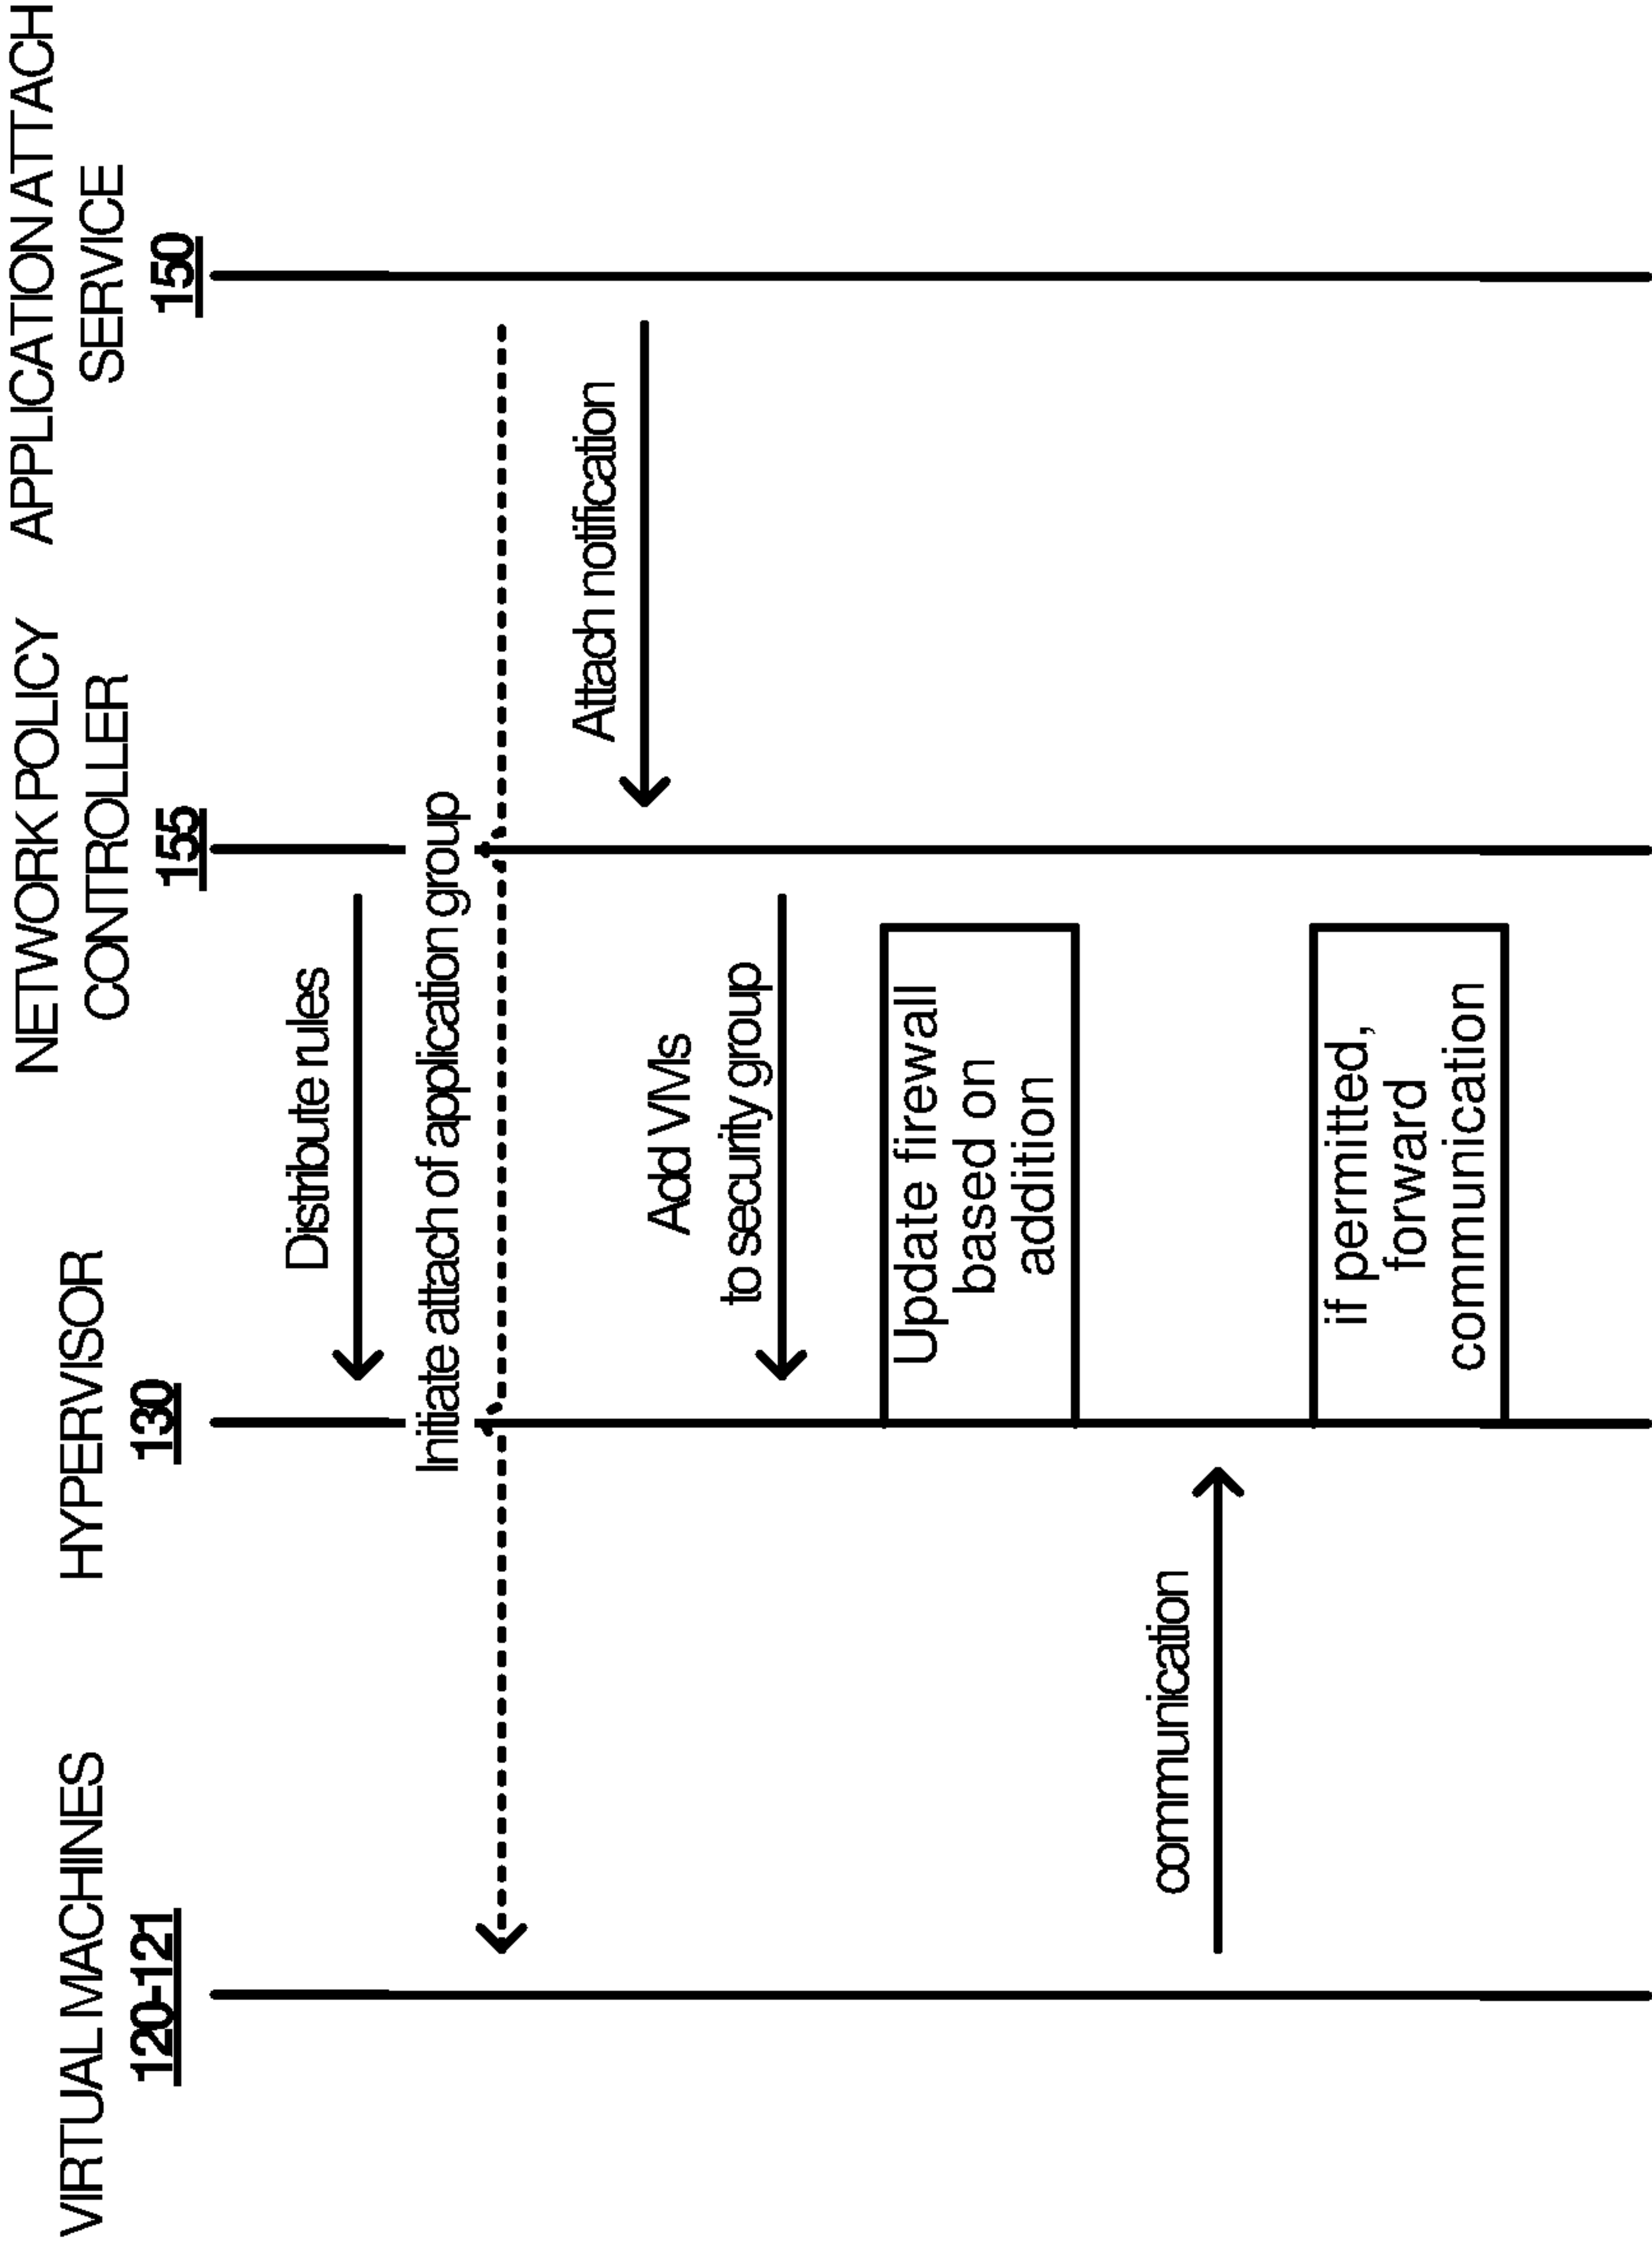 VIRTUAL MACHINES
120-121
HYPERVISOR
130
NETWORK POLICY
CONTROLLER
155
APPLICATION ATTACH
SERVICE
150
Distribute rules
Initiate attach of application group
Attach notification
Add VMs
to security group
Update firewall
based on
addition
communication
if permitted,
forward
communication